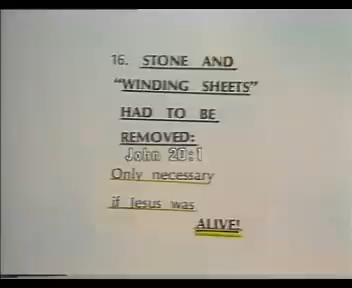 16. STONE AND
“WINDING SHEETS”
HAD TO BE
REMOVED:
John 20:1
Only necessary
if Jesus was
ALIVE!